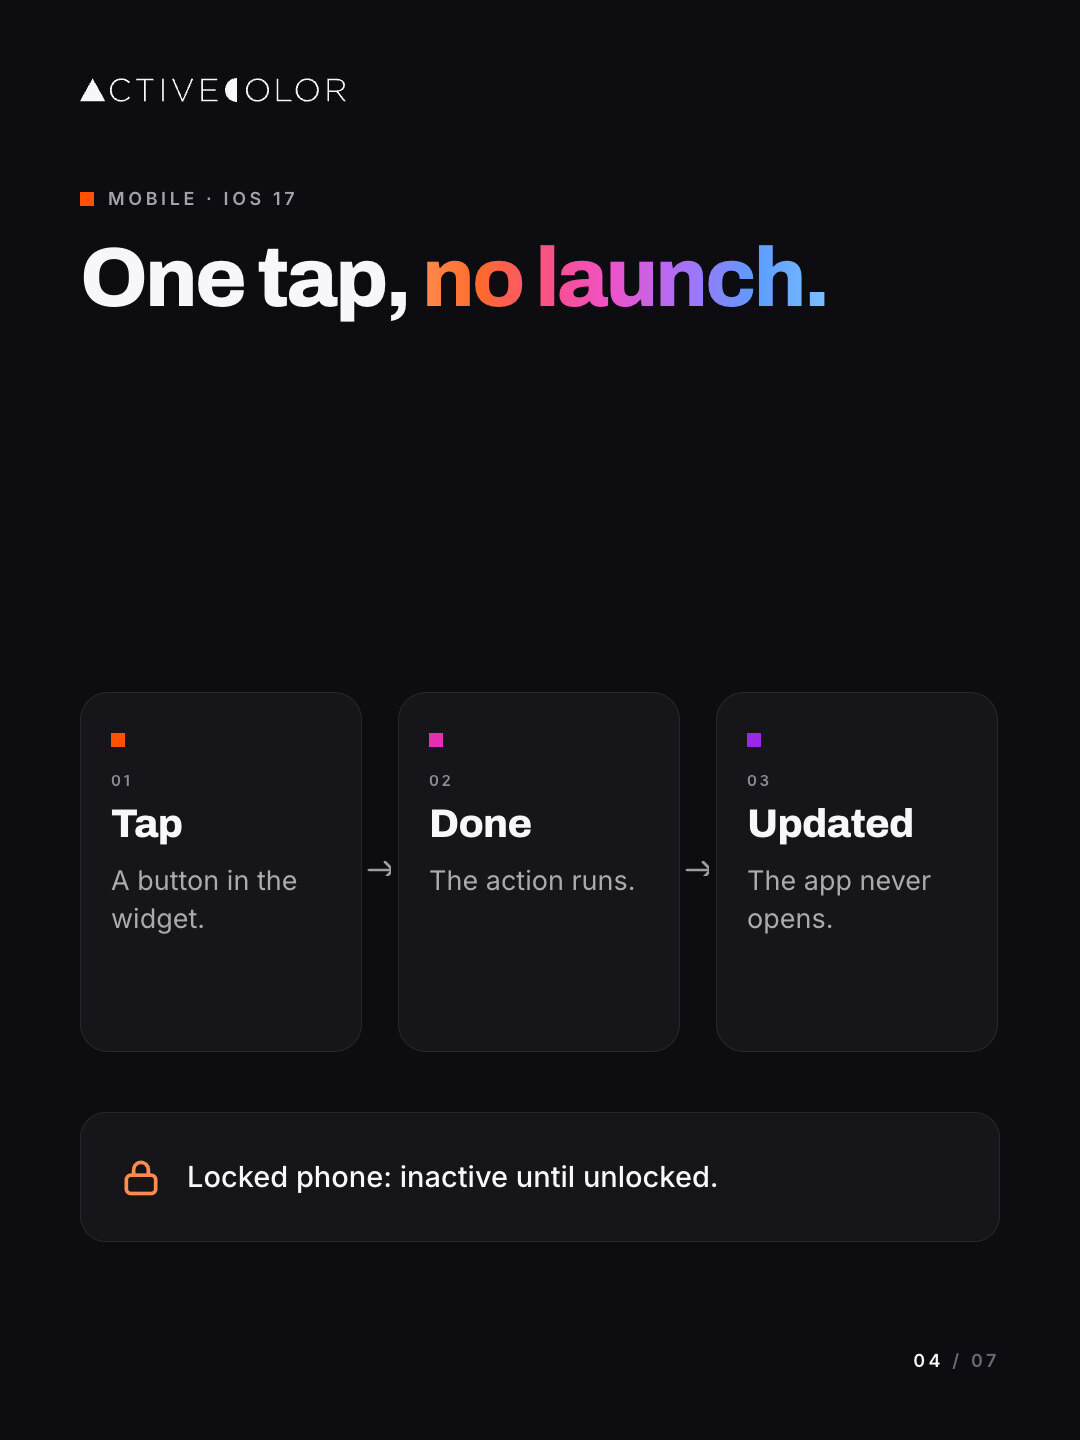 ACTIVECOLOR
MOBILE · IOS 17
One tap, no launch.
01
Tap
A button in the
widget.
→
02
Done
The action runs.
→
03
Updated
The app never
opens.
Locked phone: inactive until unlocked.
04 / 07